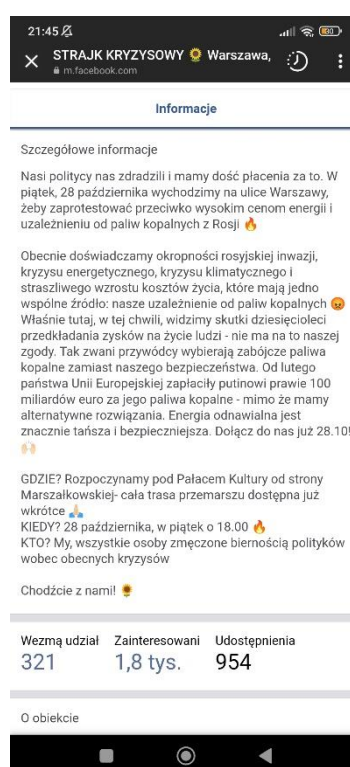 21:45
80
STRAJK KRYZYSOWY 🌻 Warszawa,
m.facebook.com
Informacje
Szczegółowe informacje
Nasi politycy nas zdradzili i mamy dość płacenia za to. W
piątek, 28 października wychodzimy na ulice Warszawy,
żeby zaprotestować przeciwko wysokim cenom energii i
uzależnieniu od paliw kopalnych z Rosji 🔥
Obecnie doświadczamy okropności rosyjskiej inwazji,
kryzysu energetycznego, kryzysu klimatycznego i
straszliwego wzrostu kosztów życia, które mają jedno
wspólne źródło: nasze uzależnienie od paliw kopalnych 😡
Właśnie tutaj, w tej chwili, widzimy skutki dziesięcioleci
przedkładania zysków na życie ludzi - nie ma na to naszej
zgody. Tak zwani przywódcy wybierają zabójcze paliwa
kopalne zamiast naszego bezpieczeństwa. Od lutego
państwa Unii Europejskiej zapłaciły putinowi prawie 100
miliardów euro za jego paliwa kopalne - mimo że mamy
alternatywne rozwiązania. Energia odnawialna jest
znacznie tańsza i bezpieczniejsza. Dołącz do nas już 28.10!
🙌🏻
GDZIE? Rozpoczynamy pod Pałacem Kultury od strony
Marszałkowskiej- cała trasa przemarszu dostępna już
wkrótce 🙏🏻
KIEDY? 28 października, w piątek o 18.00 🔥
KTO? My, wszystkie osoby zmęczone biernością polityków
wobec obecnych kryzysów
Chodźcie z nami! 🌻
Wezmą udział Zainteresowani Udostępnienia
321 1,8 tys. 954
O obiekcie